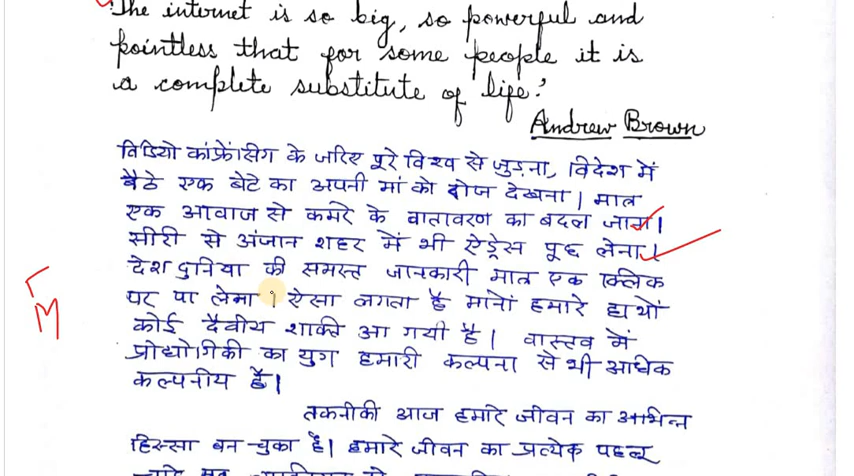 The internet is so big, so powerful and
pointless that for some people it is
a complete substitute of life.'
Andrew Brown
विडियो कांफ्रेंसिग के जरिए पूरे विश्व से जुड़ना, विदेश में
बैठे एक बेटे का अपनी मां को रोज देखना। मात्र
एक आवाज से कमरे के वातावरण का बदल जाना।
सीरी से अंजान शहर में भी ऐड्रेस पूछ लेना।
देश दुनिया की समस्त जानकारी मात्र एक क्लिक
पर पा लेना। ऐसा लगता है मानों हमारे हाथों
कोई दैवीय शक्ति आ गयी है। वास्तव में
प्रोद्योगिकी का युग हमारी कल्पना से भी अधिक
कल्पनीय है।
तकनीकी आज हमारे जीवन का अभिन्न
हिस्सा बन चुका है। हमारे जीवन का प्रत्येक पहलू